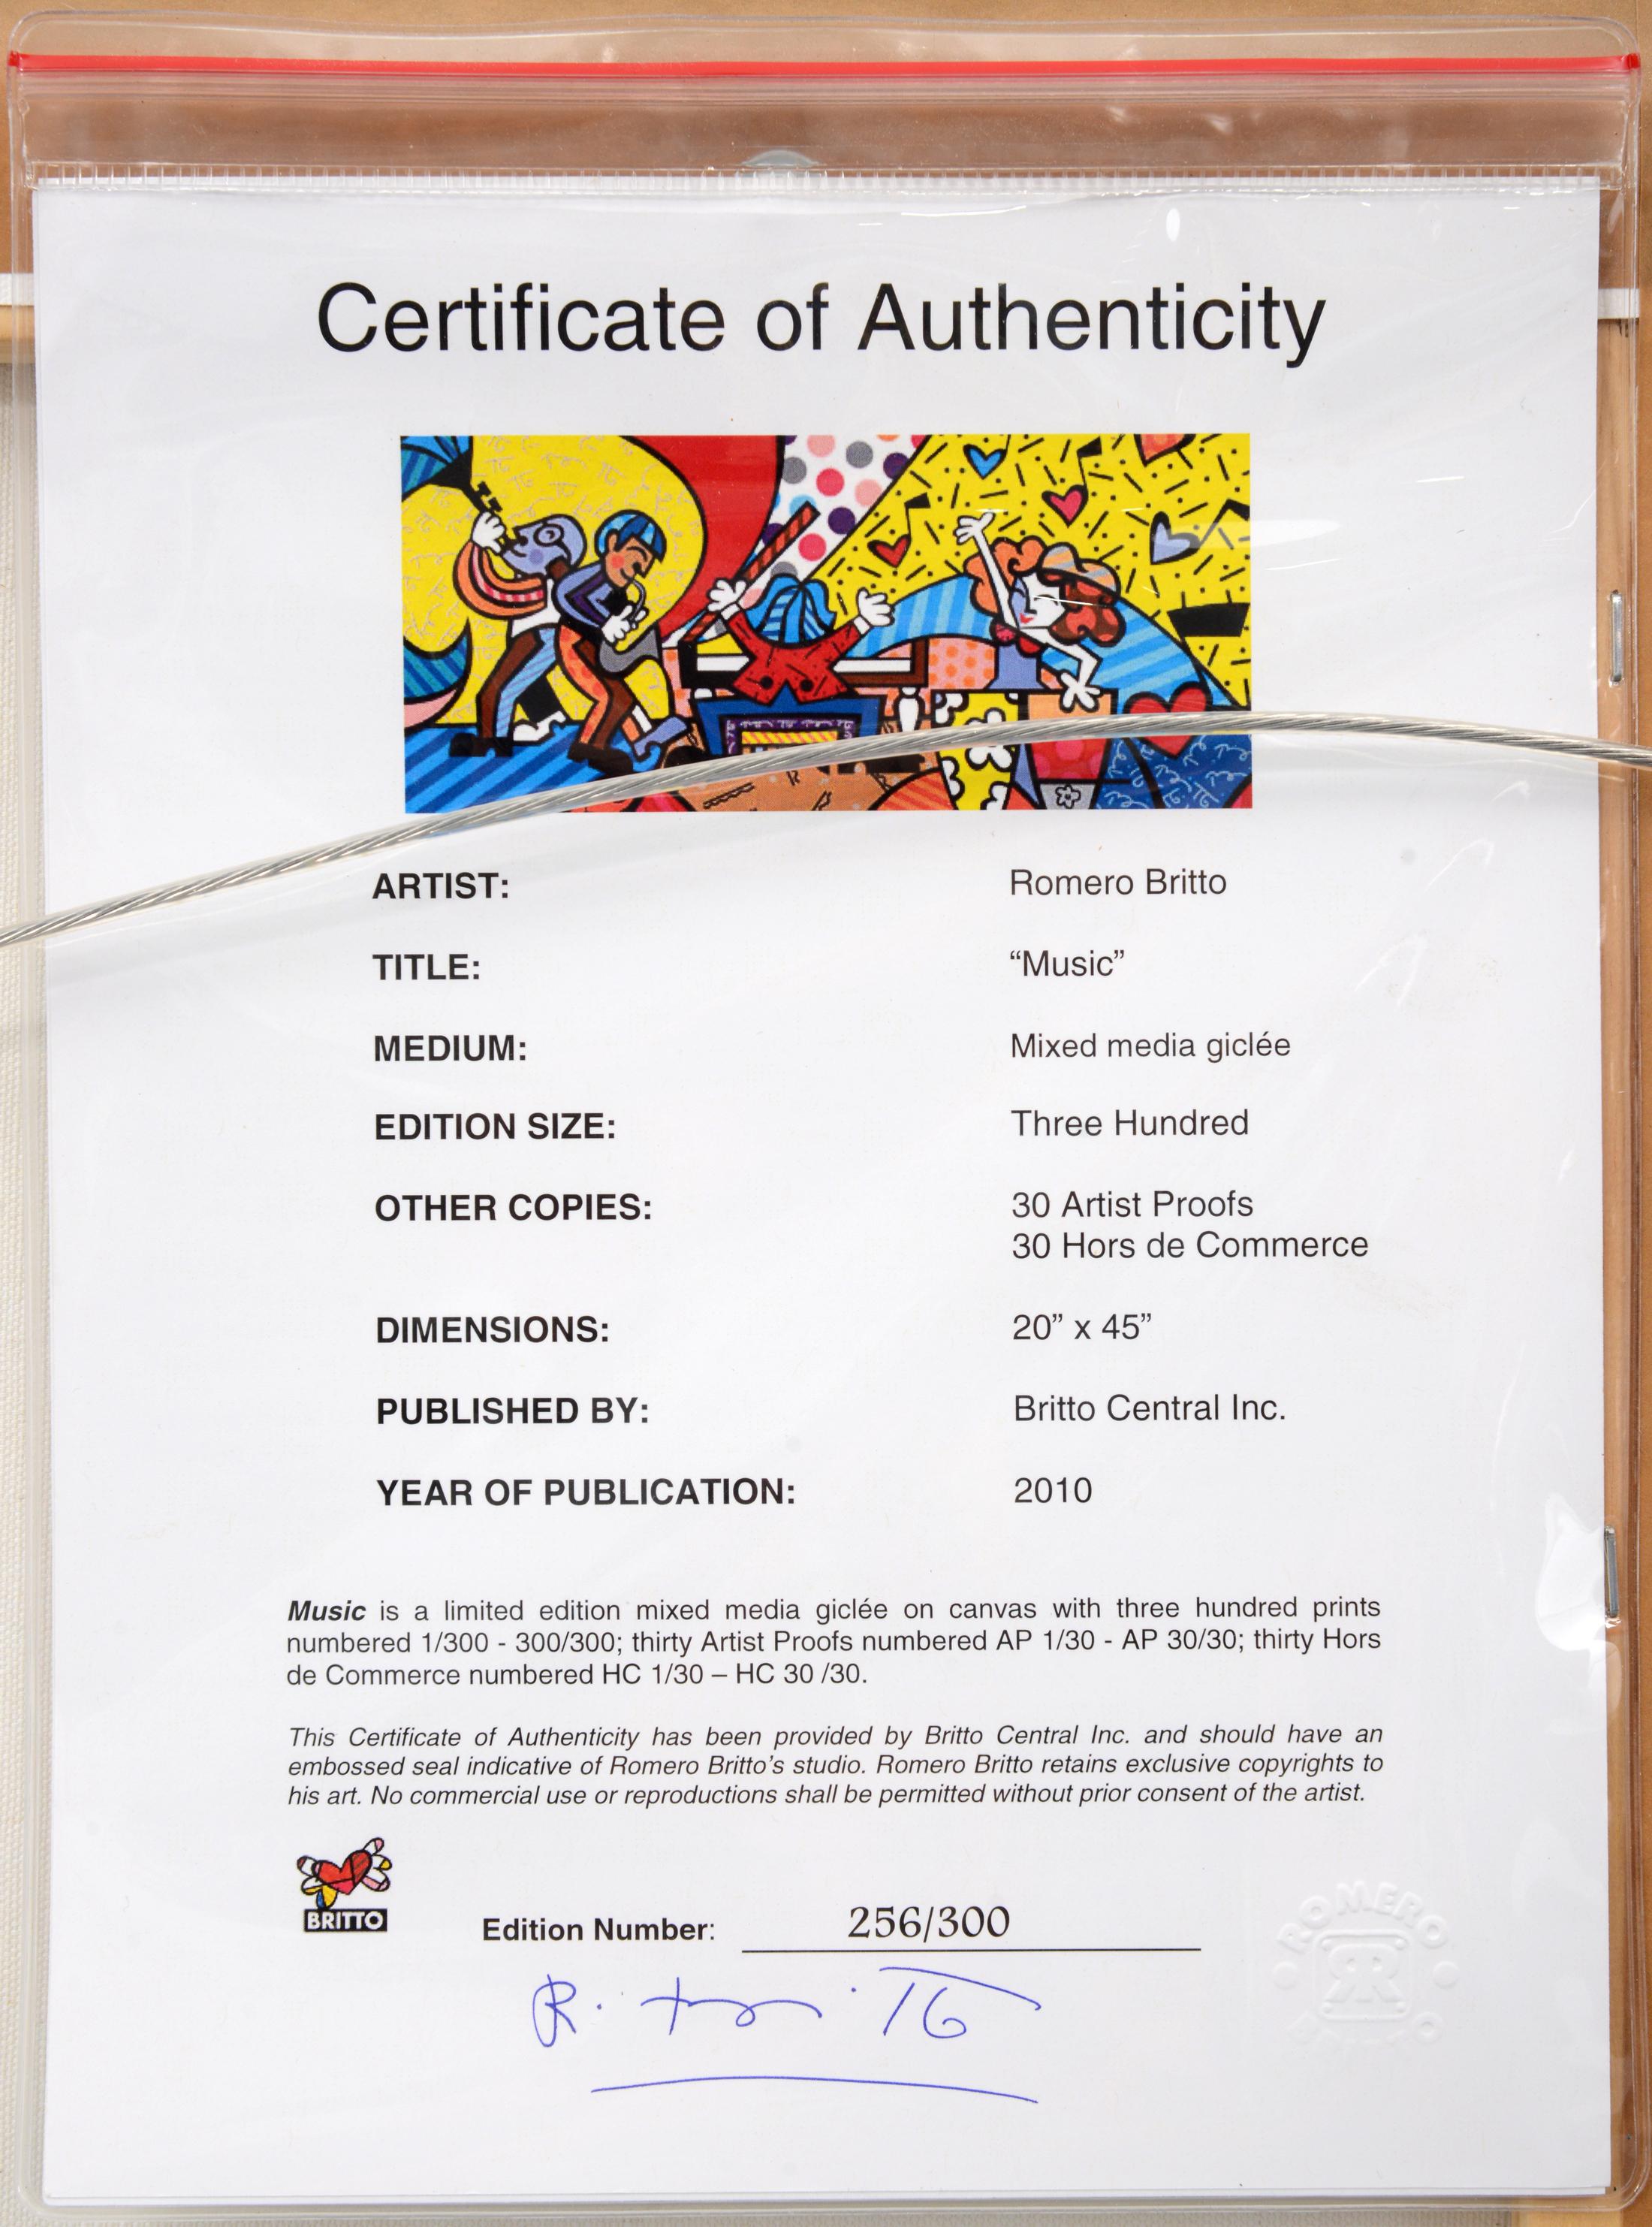 Certificate of Authenticity
ARTIST: Romero Britto
TITLE: “Music”
MEDIUM: Mixed media giclée
EDITION SIZE: Three Hundred
OTHER COPIES: 30 Artist Proofs
30 Hors de Commerce
DIMENSIONS: 20” x 45”
PUBLISHED BY: Britto Central Inc.
YEAR OF PUBLICATION: 2010
Music is a limited edition mixed media giclée on canvas with three hundred prints
numbered 1/300 - 300/300; thirty Artist Proofs numbered AP 1/30 - AP 30/30; thirty Hors
de Commerce numbered HC 1/30 – HC 30 /30.
This Certificate of Authenticity has been provided by Britto Central Inc. and should have an
embossed seal indicative of Romero Britto’s studio. Romero Britto retains exclusive copyrights to
his art. No commercial use or reproductions shall be permitted without prior consent of the artist.
BRITTO
Edition Number: 256/300
ROMERO
BRITTO